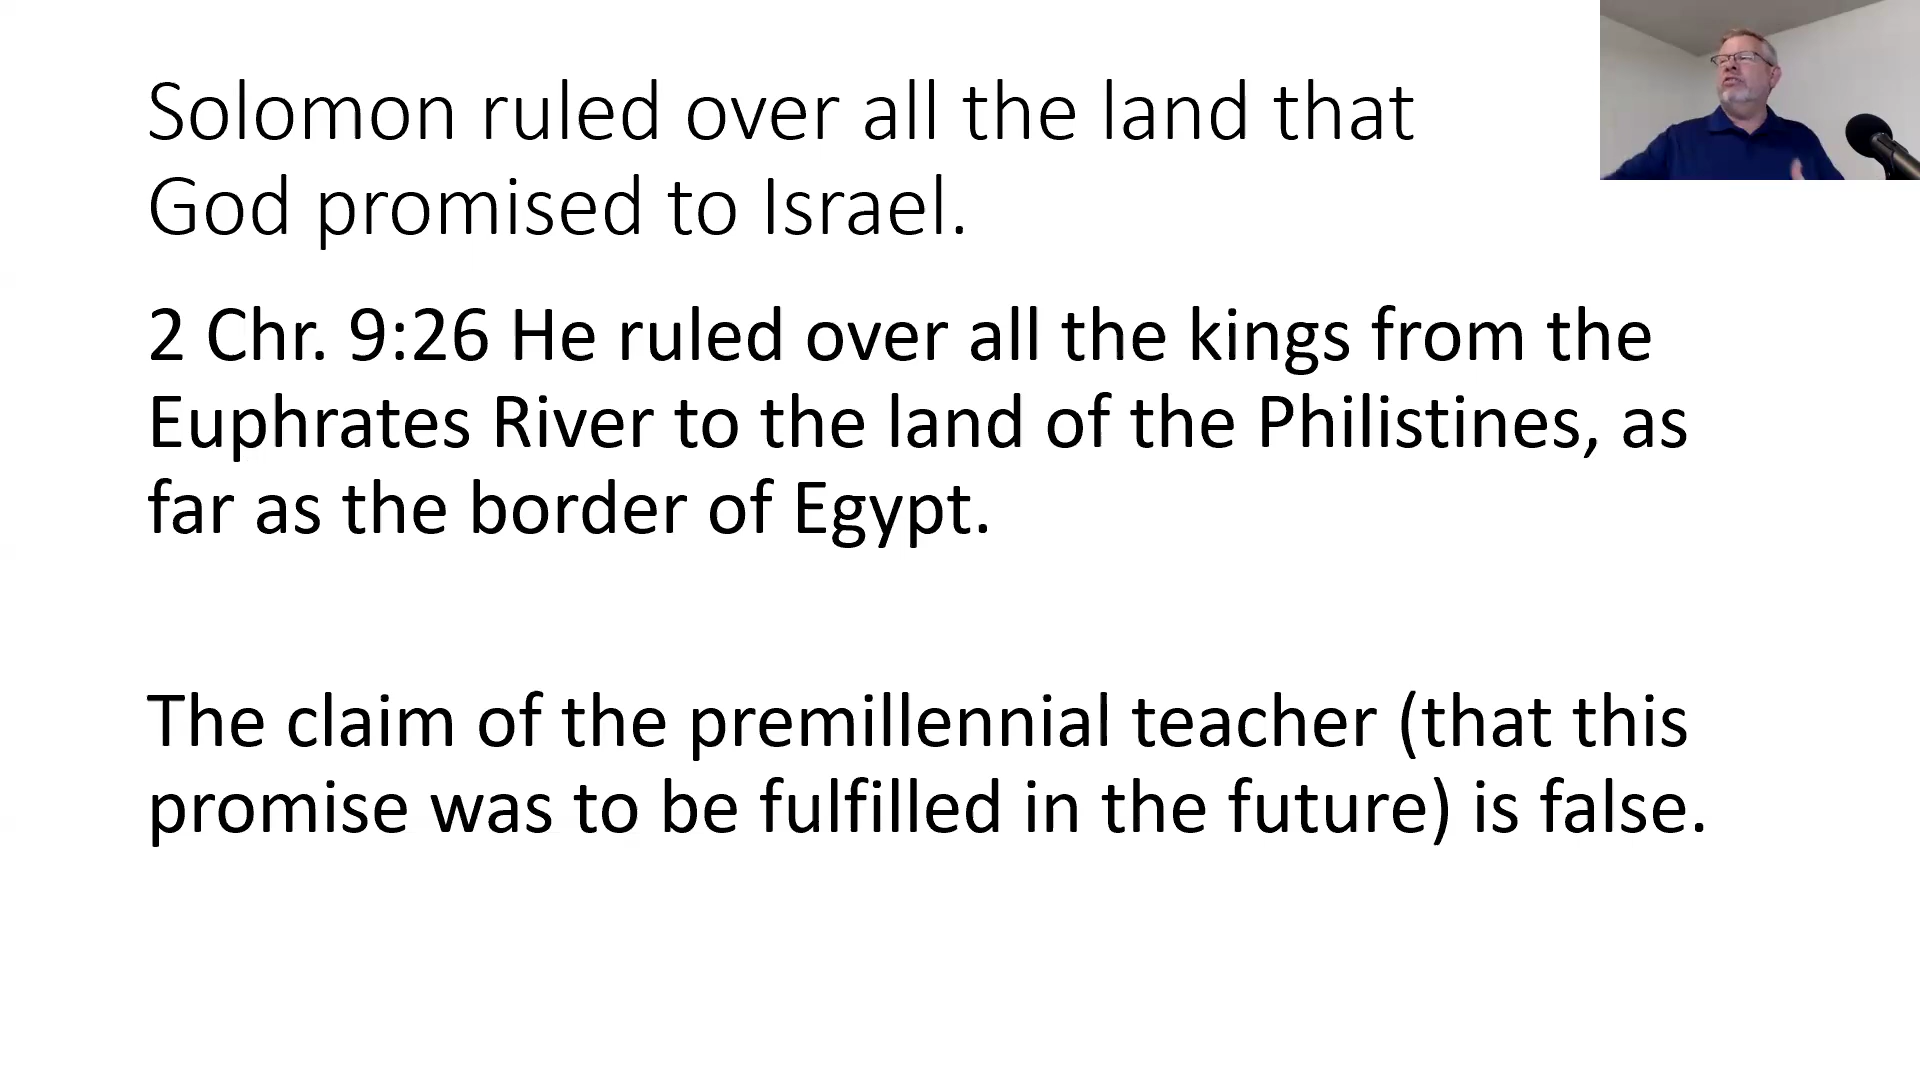 Solomon ruled over all the land that
God promised to Israel.
2 Chr. 9:26 He ruled over all the kings from the
Euphrates River to the land of the Philistines, as
far as the border of Egypt.
The claim of the premillennial teacher (that this
promise was to be fulfilled in the future) is false.